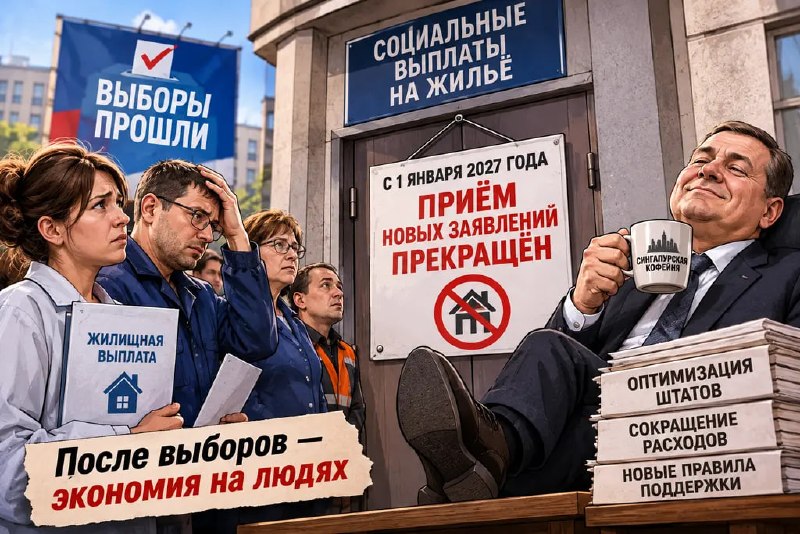 ВЫБОРЫ
ПРОШЛИ
СОЦИАЛЬНЫЕ
ВЫПЛАТЫ
НА ЖИЛЬЁ
С 1 ЯНВАРЯ 2027 ГОДА
ПРИЁМ
НОВЫХ ЗАЯВЛЕНИЙ
ПРЕКРАЩЁН
СИНГАПУРСКАЯ
КОФЕЙНЯ
ЖИЛИЩНАЯ
ВЫПЛАТА
ОПТИМИЗАЦИЯ
ШТАТОВ
СОКРАЩЕНИЕ
РАСХОДОВ
НОВЫЕ ПРАВИЛА
ПОДДЕРЖКИ
После выборов —
экономия на людях